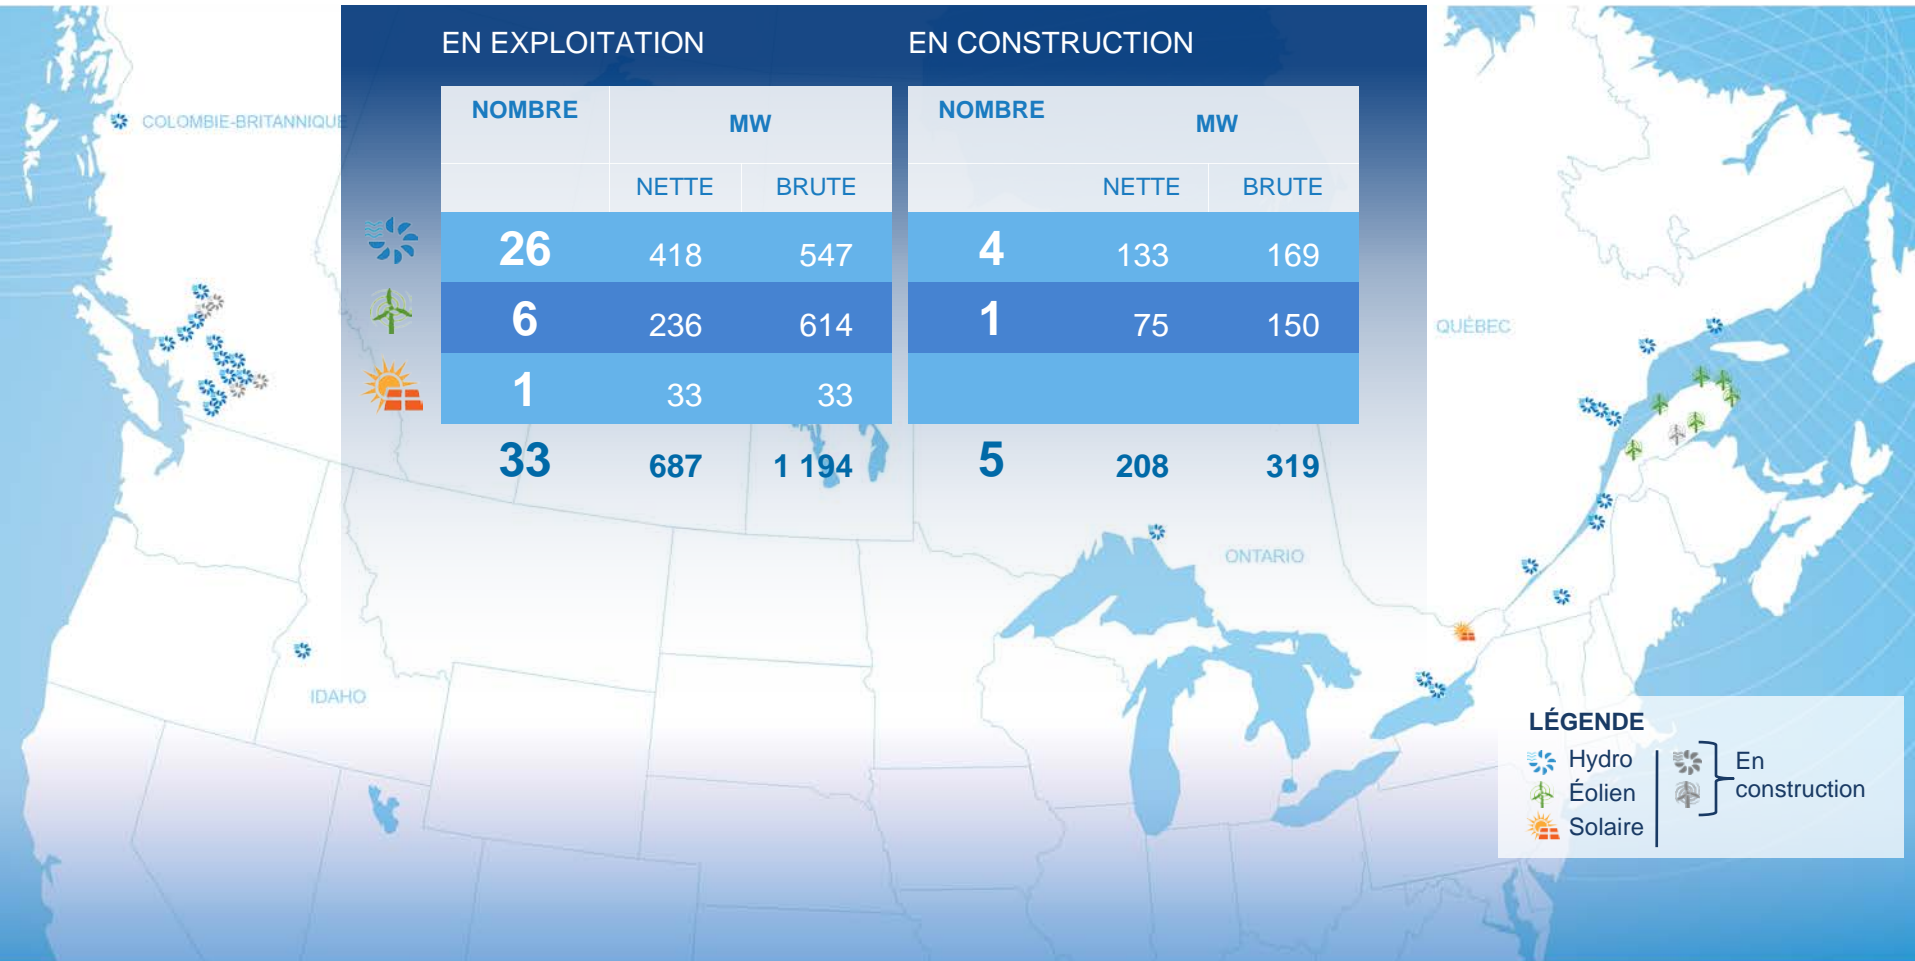 EN EXPLOITATION
EN CONSTRUCTION
NOMBRE MW
NETTE BRUTE
26 418 547
6 236 614
1 33 33
33 687 1 194
NOMBRE MW
NETTE BRUTE
4 133 169
1 75 150
5 208 319
COLOMBIE-BRITANNIQUE
QUÉBEC
ONTARIO
IDAHO
LÉGENDE
Hydro
Éolien
Solaire
En
construction